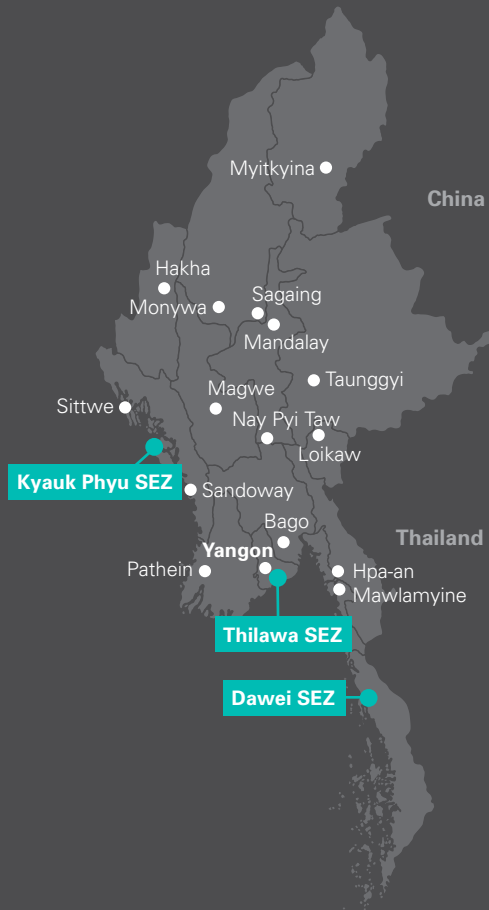 Myitkyina
China
Hakha
Monywa
Sagaing
Mandalay
Taunggyi
Magwe
Sittwe
Nay Pyi Taw
Loikaw
Kyauk Phyu SEZ
Sandoway
Bago
Thailand
Yangon
Pathein
Hpa-an
Mawlamyine
Thilawa SEZ
Dawei SEZ